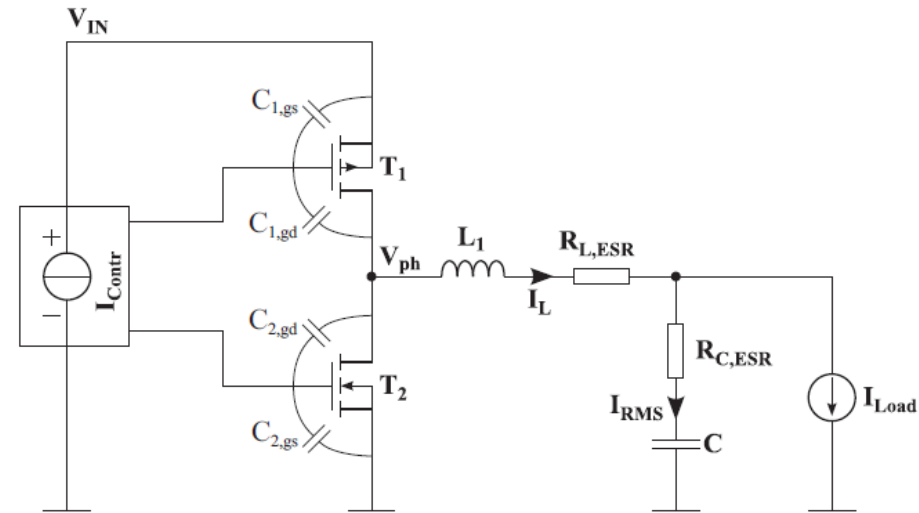 V_IN
C_1,gs
T_1
C_1,gd
V_ph
L_1
R_L,ESR
I_L
+
I_Contr
−
C_2,gd
T_2
C_2,gs
R_C,ESR
I_RMS
C
I_Load